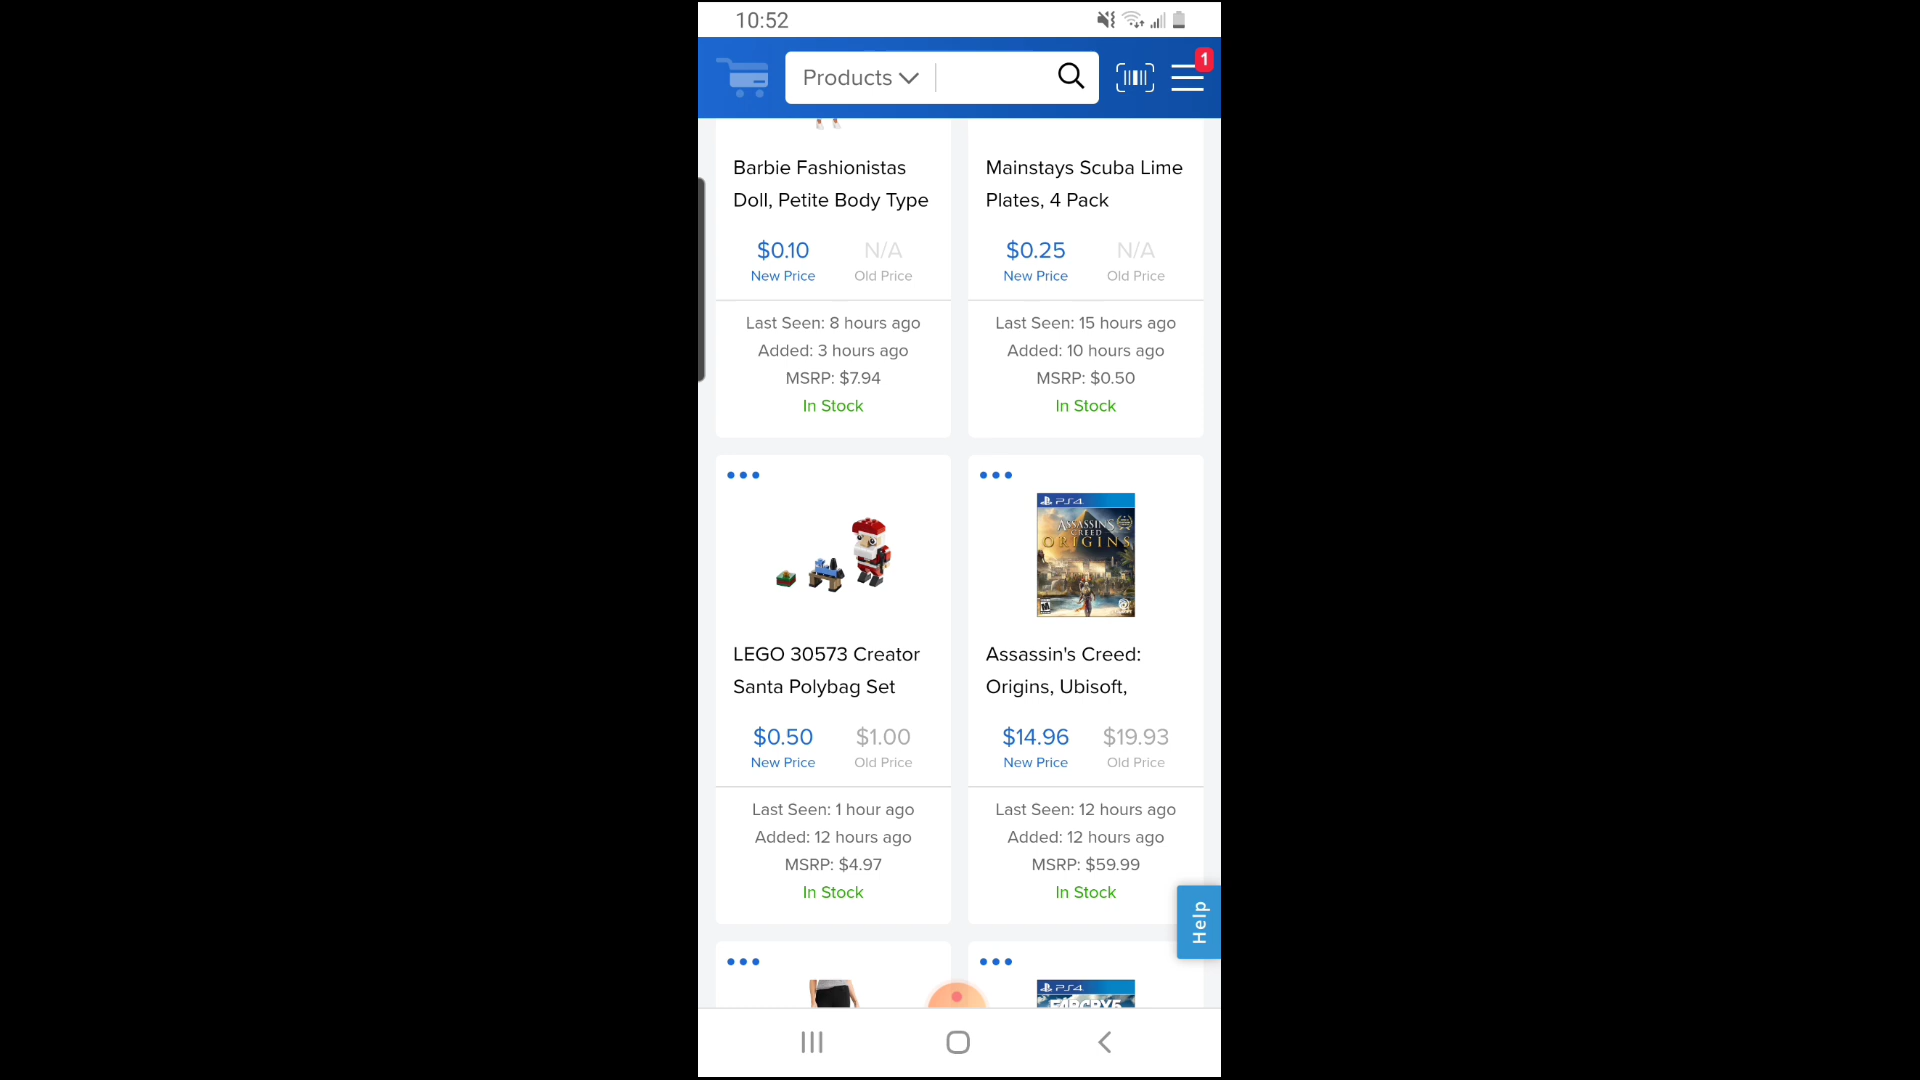 10:52
Products
1
Barbie Fashionistas
Doll, Petite Body Type
$0.10 N/A
New Price Old Price
Last Seen: 8 hours ago
Added: 3 hours ago
MSRP: $7.94
In Stock
Mainstays Scuba Lime
Plates, 4 Pack
$0.25 N/A
New Price Old Price
Last Seen: 15 hours ago
Added: 10 hours ago
MSRP: $0.50
In Stock
LEGO 30573 Creator
Santa Polybag Set
$0.50 $1.00
New Price Old Price
Last Seen: 1 hour ago
Added: 12 hours ago
MSRP: $4.97
In Stock
PS4
ASSASSIN'S
CREED
ORIGINS
Assassin's Creed:
Origins, Ubisoft,
$14.96 $19.93
New Price Old Price
Last Seen: 12 hours ago
Added: 12 hours ago
MSRP: $59.99
In Stock
Help
PS4
FARCRY5